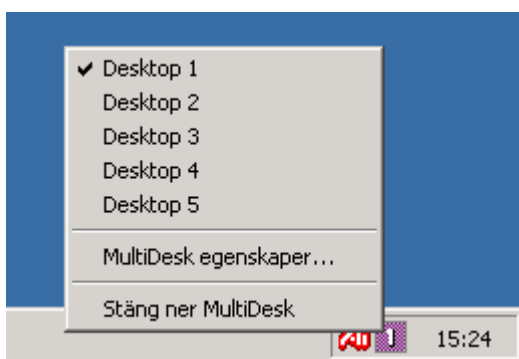 Desktop 1
Desktop 2
Desktop 3
Desktop 4
Desktop 5
MultiDesk egenskaper...
Stäng ner MultiDesk
1 15:24